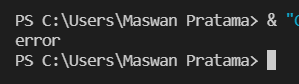 PS C:\Users\Maswan Pratama> & "
error
PS C:\Users\Maswan Pratama>